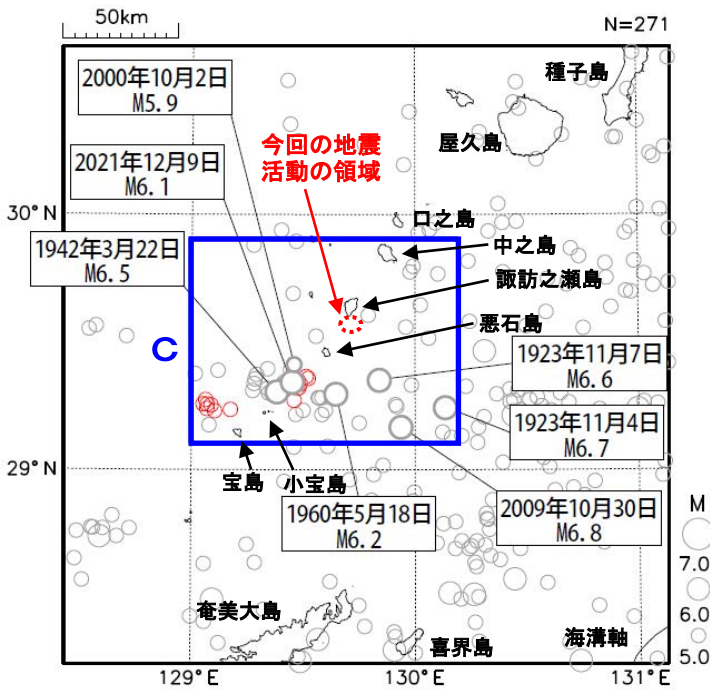 50km
N=271
種子島
2000年10月2日
M5.9
屋久島
今回の地震
活動の領域
2021年12月9日
M6.1
30°N
口之島
1942年3月22日
M6.5
中之島
諏訪之瀬島
悪石島
C
1923年11月7日
M6.6
1923年11月4日
M6.7
29°N
宝島
小宝島
1960年5月18日
M6.2
2009年10月30日
M6.8
M
7.0
6.0
5.0
奄美大島
喜界島
海溝軸
129°E
130°E
131°E